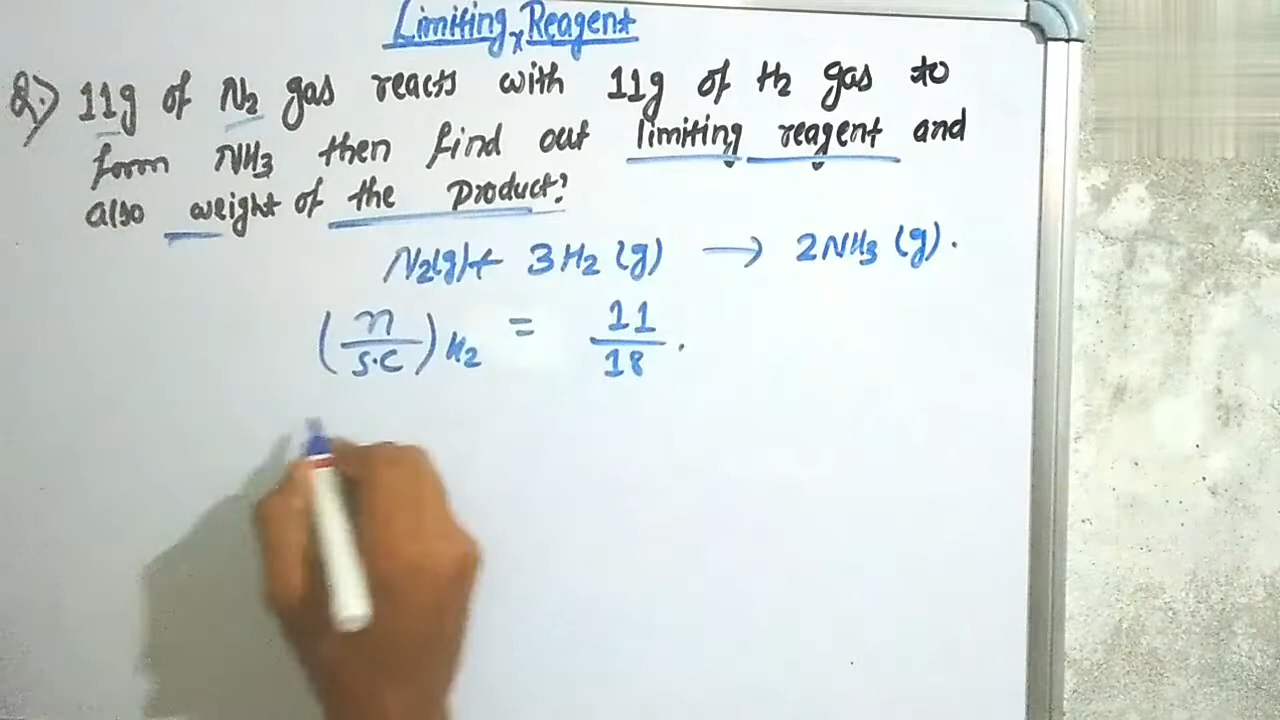 Limiting Reagent
Q.) 11g of N2 gas reacts with 11g of H2 gas to
form NH3 then find out limiting reagent and
also weight of the product?
N2(g)+ 3H2 (g) → 2NH3 (g).
(n/S.C)H2 = 11/18.